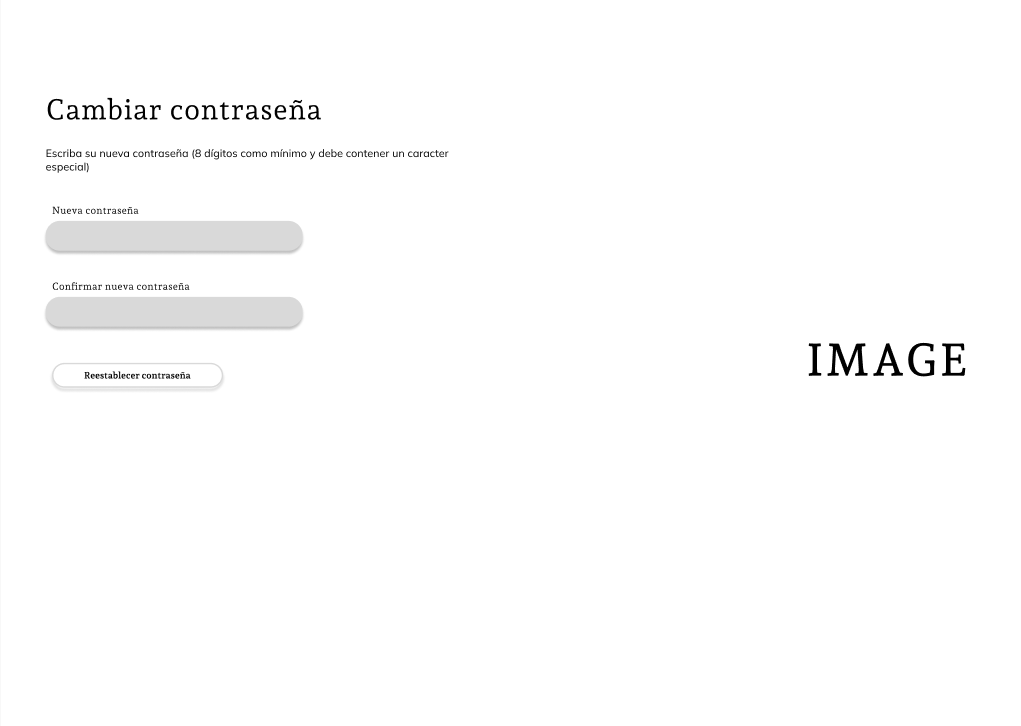 Cambiar contraseña
Escriba su nueva contraseña (8 dígitos como mínimo y debe contener un caracter
especial)
Nueva contraseña
Confirmar nueva contraseña
IMAGE
Reestablecer contraseña